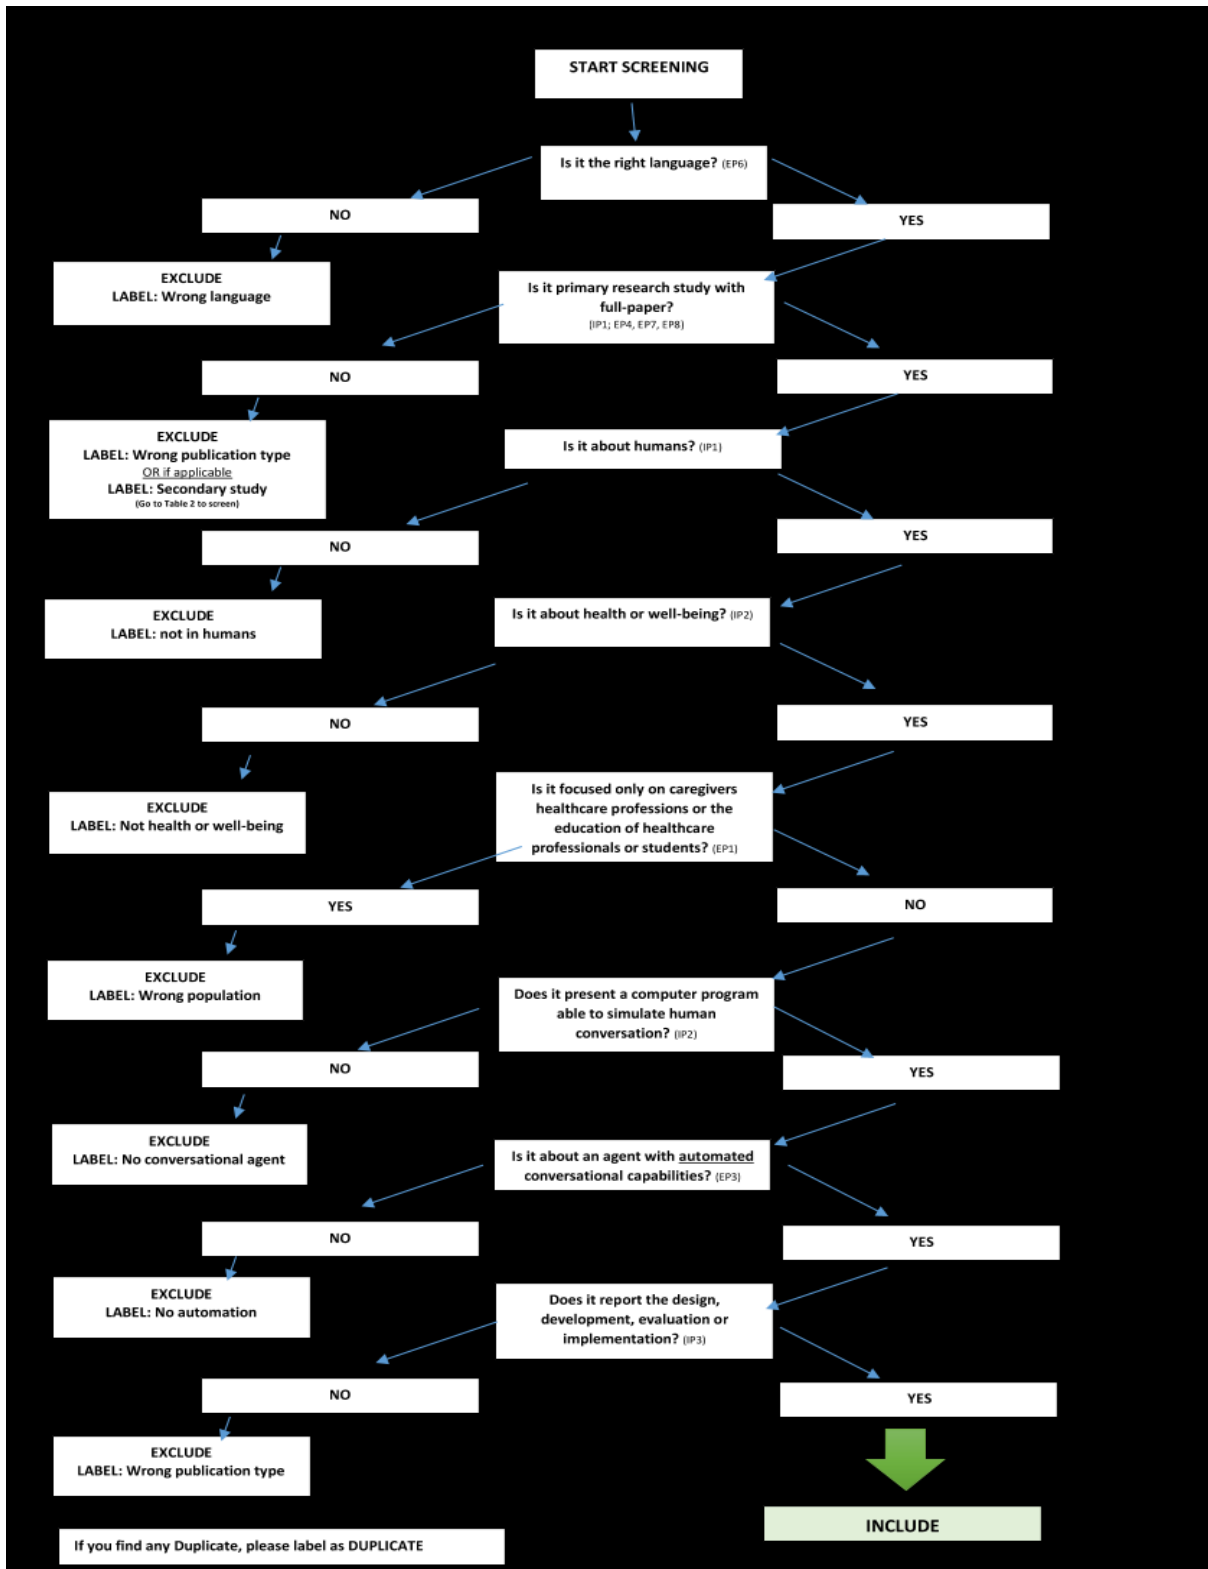 START SCREENING
Is it the right language? (EP6)
NO
YES
EXCLUDE
LABEL: Wrong language
Is it primary research study with
full-paper?
(IP1; EP4, EP7, EP8)
NO
YES
EXCLUDE
LABEL: Wrong publication type
OR if applicable
LABEL: Secondary study
(Go to Table 2 to screen)
Is it about humans? (IP1)
NO
YES
EXCLUDE
LABEL: not in humans
Is it about health or well-being? (IP2)
NO
YES
EXCLUDE
LABEL: Not health or well-being
Is it focused only on caregivers
healthcare professions or the
education of healthcare
professionals or students? (EP1)
YES
NO
EXCLUDE
LABEL: Wrong population
Does it present a computer program
able to simulate human
conversation? (IP2)
NO
YES
EXCLUDE
LABEL: No conversational agent
Is it about an agent with automated
conversational capabilities? (EP3)
NO
YES
EXCLUDE
LABEL: No automation
Does it report the design,
development, evaluation or
implementation? (IP3)
NO
YES
EXCLUDE
LABEL: Wrong publication type
INCLUDE
If you find any Duplicate, please label as DUPLICATE